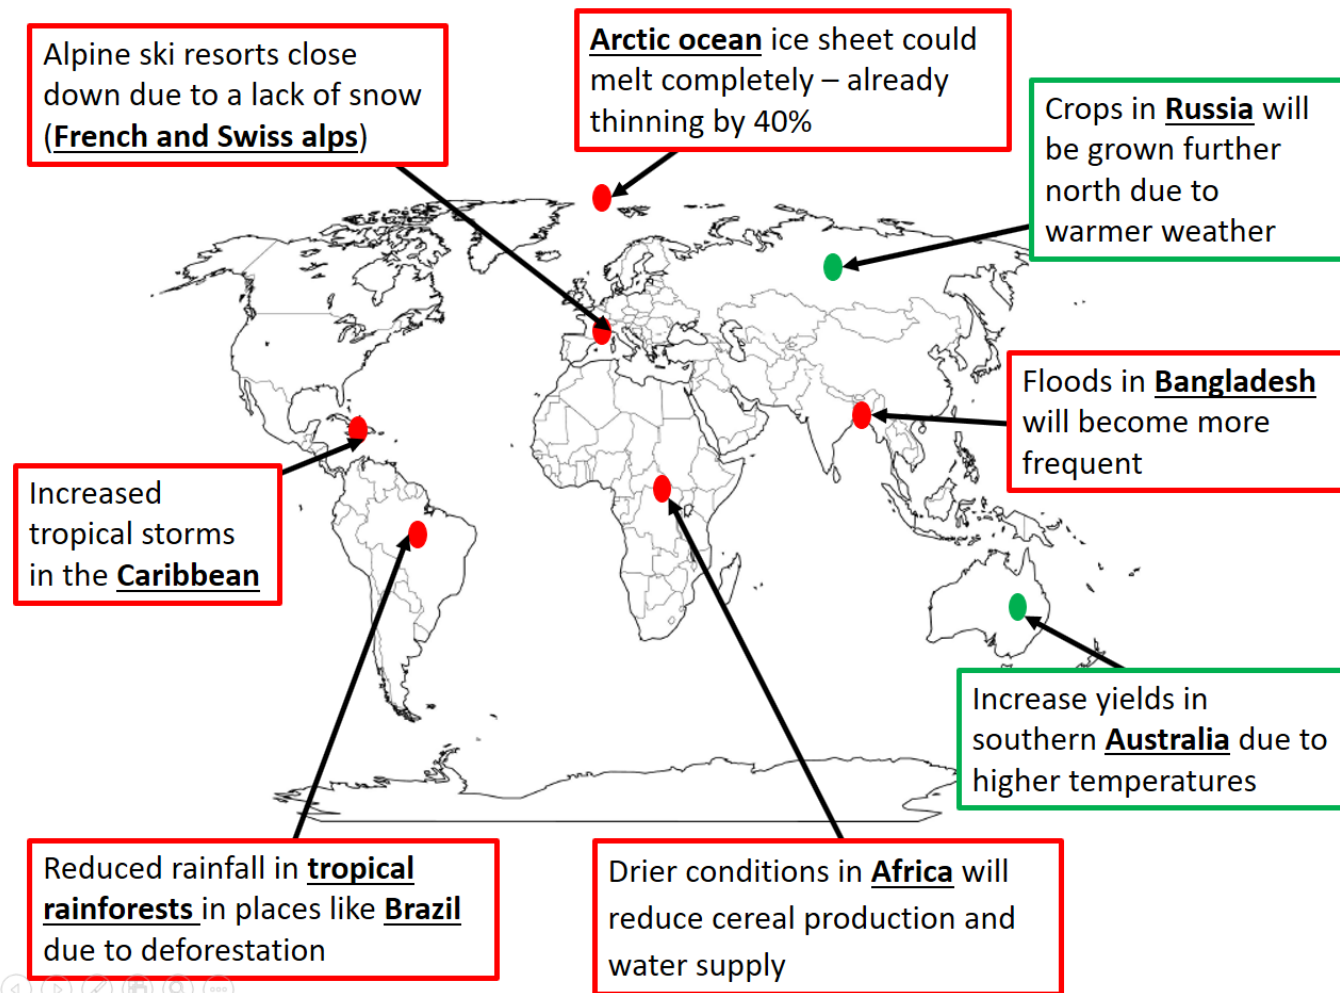 Alpine ski resorts close
down due to a lack of snow
(French and Swiss alps)
Arctic ocean ice sheet could
melt completely – already
thinning by 40%
Crops in Russia will
be grown further
north due to
warmer weather
Floods in Bangladesh
will become more
frequent
Increased
tropical storms
in the Caribbean
Increase yields in
southern Australia due to
higher temperatures
Reduced rainfall in tropical
rainforests in places like Brazil
due to deforestation
Drier conditions in Africa will
reduce cereal production and
water supply